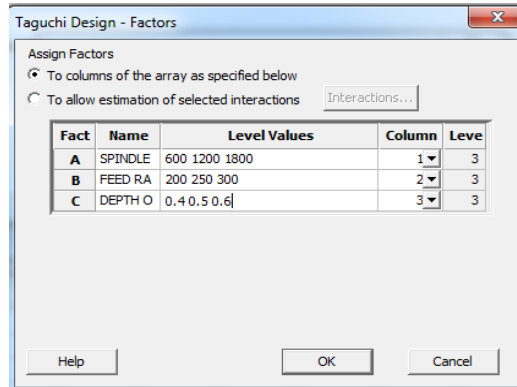 Taguchi Design - Factors
Assign Factors
To columns of the array as specified below
To allow estimation of selected interactions Interactions...
Fact Name Level Values Column Leve
A SPINDLE 600 1200 1800 1 3
B FEED RA 200 250 300 2 3
C DEPTH O 0.4 0.5 0.6 3 3
Help OK Cancel